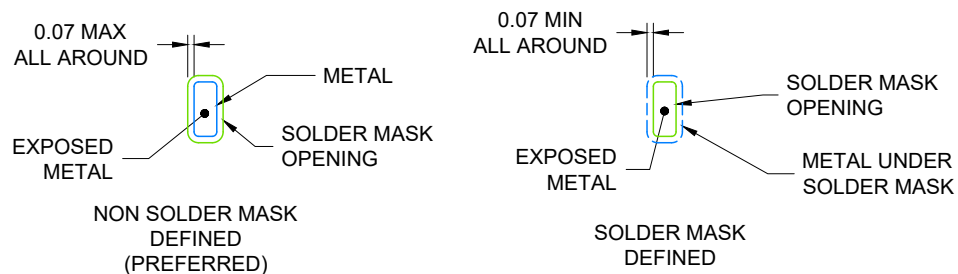 0.07 MAX
ALL AROUND
METAL
EXPOSED
METAL
SOLDER MASK
OPENING
NON SOLDER MASK
DEFINED
(PREFERRED)
0.07 MIN
ALL AROUND
SOLDER MASK
OPENING
EXPOSED
METAL
METAL UNDER
SOLDER MASK
SOLDER MASK
DEFINED